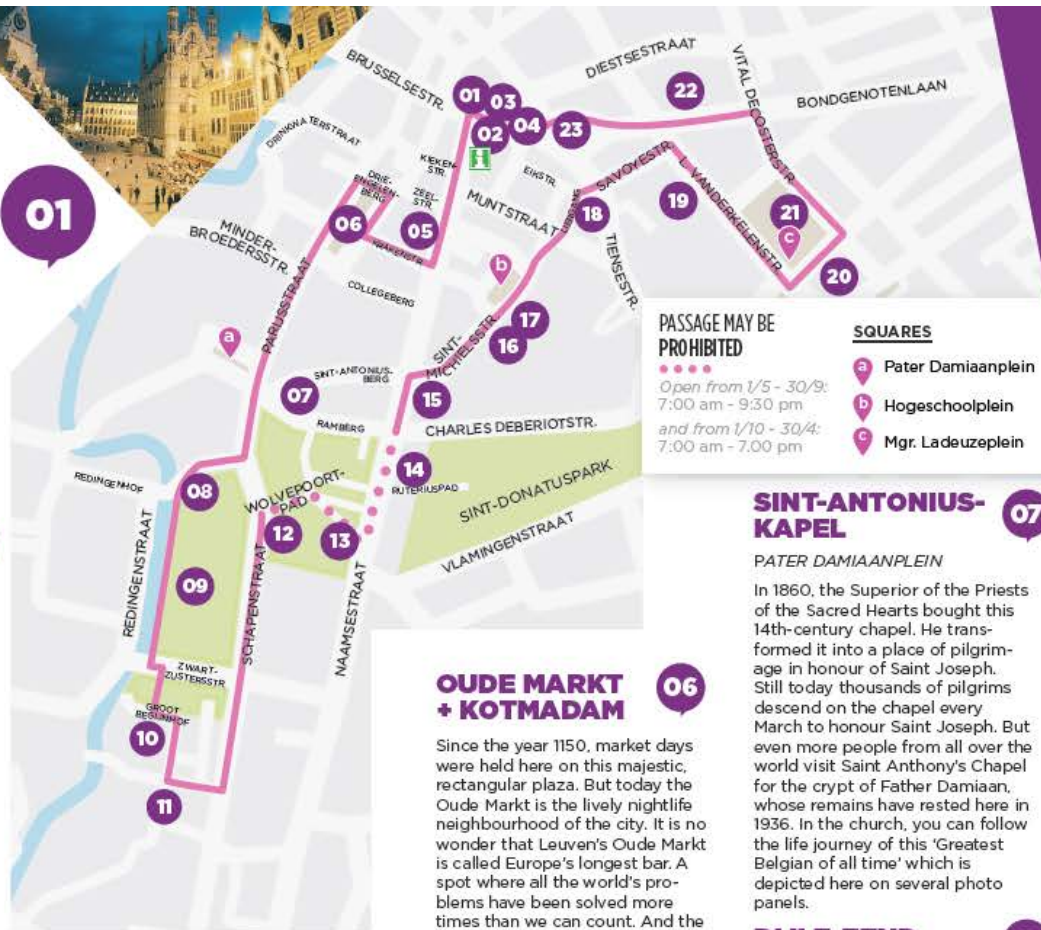 01
BRUSSELSESTR.
DIESTSESTRAAT
VITAL DECOSTERSTR.
BONDGENOTENLAAN
22
01
03
02
04
23
DRINKWATERSTRAAT
KIEKEN-
STR.
EIKSTR.
DRIE-
ENGELEN-
BERG
ZEEL-
STR.
MUNTSTRAAT
SAVOYESTR.
L. VANDERKELENSTR.
18
19
21
c
20
06
05
KRAKENSTR.
TIENSESTR.
MINDER-
BROEDERSSTR.
COLLEGEBERG
b
PARIJSSTRAAT
17
16
SINT-
MICHIELSSTR.
a
SINT-ANTONIUS-
BERG
07
15
RAMBERG
CHARLES DEBERIOTSTR.
14
RUTERIUSPAD
SINT-DONATUSPARK
REDINGENHOF
08
WOLVEPOORT-
PAD
12
13
VLAMINGENSTRAAT
REDINGENSTRAAT
09
SCHAPENSTRAAT
NAAMSESTRAAT
ZWART-
ZUSTERSSTR.
GROOT
BEGIJNHOF
10
11
PASSAGE MAY BE
PROHIBITED
Open from 1/5 - 30/9:
7:00 am - 9:30 pm
and from 1/10 - 30/4:
7:00 am - 7.00 pm
SQUARES
a Pater Damiaanplein
b Hogeschoolplein
c Mgr. Ladeuzeplein
OUDE MARKT
+ KOTMADAM
06
Since the year 1150, market days
were held here on this majestic,
rectangular plaza. But today the
Oude Markt is the lively nightlife
neighbourhood of the city. It is no
wonder that Leuven's Oude Markt
is called Europe's longest bar. A
spot where all the world's pro-
blems have been solved more
times than we can count. And the
SINT-ANTONIUS-
KAPEL
07
PATER DAMIAANPLEIN
In 1860, the Superior of the Priests
of the Sacred Hearts bought this
14th-century chapel. He trans-
formed it into a place of pilgrim-
age in honour of Saint Joseph.
Still today thousands of pilgrims
descend on the chapel every
March to honour Saint Joseph. But
even more people from all over the
world visit Saint Anthony's Chapel
for the crypt of Father Damiaan,
whose remains have rested here in
1936. In the church, you can follow
the life journey of this 'Greatest
Belgian of all time' which is
depicted here on several photo
panels.